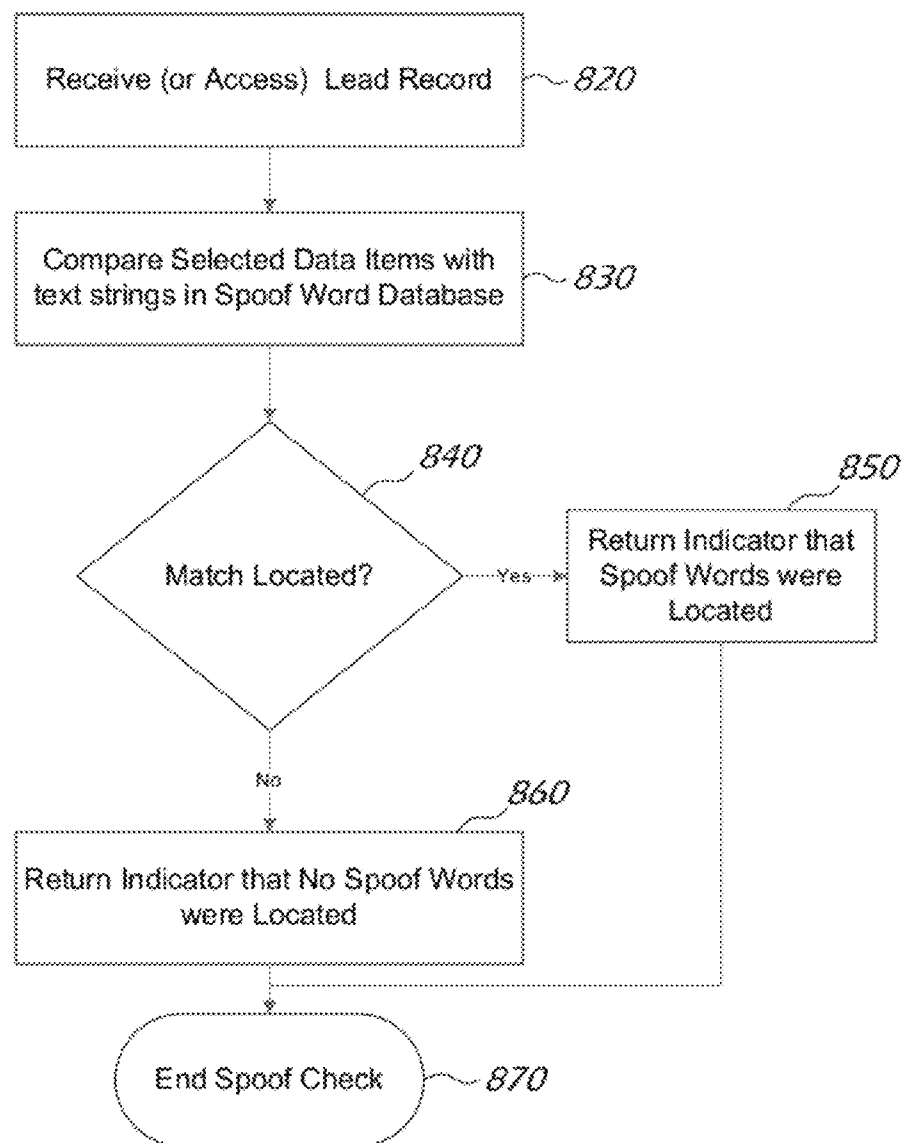 Receive (or Access) Lead Record
820
Compare Selected Data Items with
text strings in Spoof Word Database
830
840
Match Located?
Yes
850
Return Indicator that
Spoof Words were
Located
No
860
Return Indicator that No Spoof Words
were Located
End Spoof Check
870